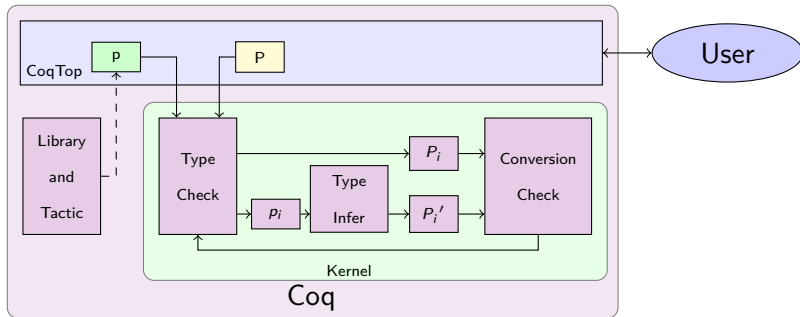 p
P
CoqTop
User
Library
and
Tactic
Type
Check
P_i
Conversion
Check
p_i
Type
Infer
P_i′
Kernel
Coq